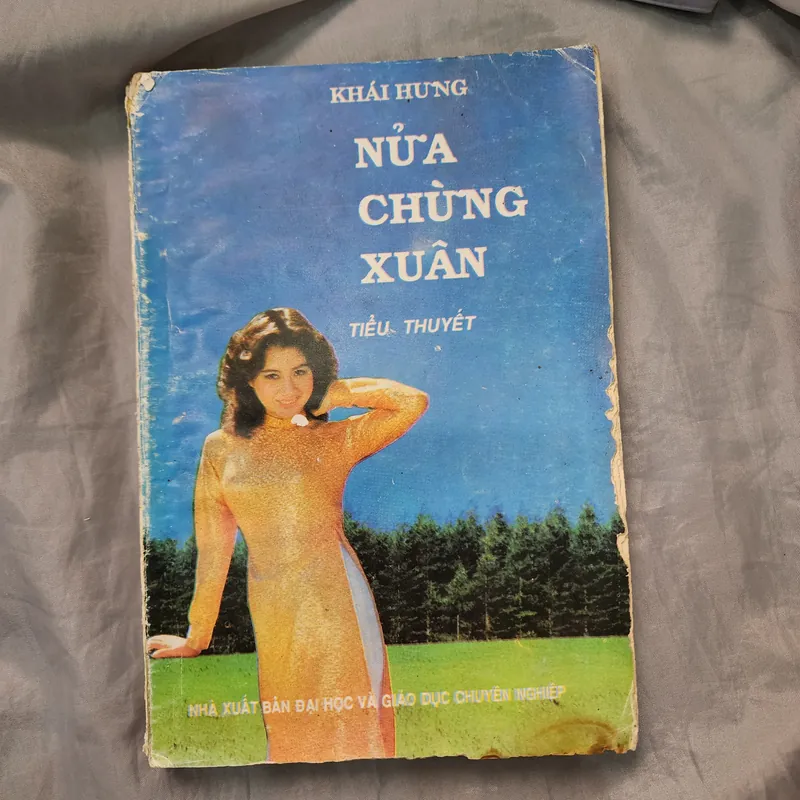 KHÁI HƯNG
NỬA
CHỪNG
XUÂN
TIỂU THUYẾT
NHÀ XUẤT BẢN ĐẠI HỌC VÀ GIÁO DỤC CHUYÊN NGHIỆP